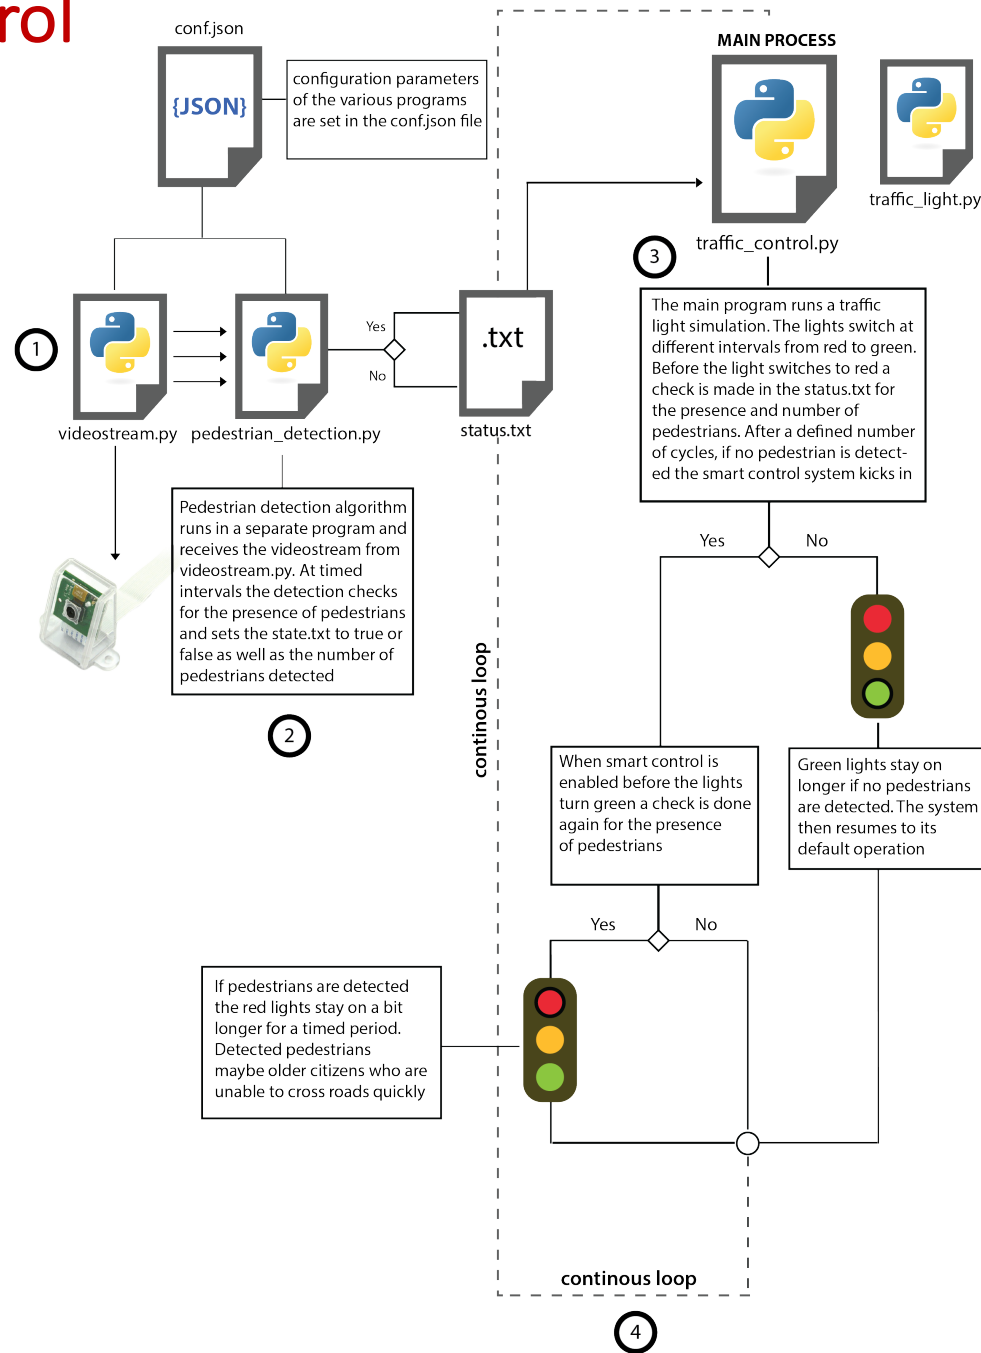 rol
conf.json
{JSON}
configuration parameters
of the various programs
are set in the conf.json file
MAIN PROCESS
traffic_light.py
traffic_control.py
3
The main program runs a traffic
light simulation. The lights switch at
different intervals from red to green.
Before the light switches to red a
check is made in the status.txt for
the presence and number of
pedestrians. After a defined number
of cycles, if no pedestrian is detect-
ed the smart control system kicks in
1
videostream.py
pedestrian_detection.py
Yes
No
.txt
status.txt
Pedestrian detection algorithm
runs in a separate program and
receives the videostream from
videostream.py. At timed
intervals the detection checks
for the presence of pedestrians
and sets the state.txt to true or
false as well as the number of
pedestrians detected
2
continous loop
Yes
No
When smart control is
enabled before the lights
turn green a check is done
again for the presence
of pedestrians
Green lights stay on
longer if no pedestrians
are detected. The system
then resumes to its
default operation
Yes
No
If pedestrians are detected
the red lights stay on a bit
longer for a timed period.
Detected pedestrians
maybe older citizens who are
unable to cross roads quickly
continous loop
4